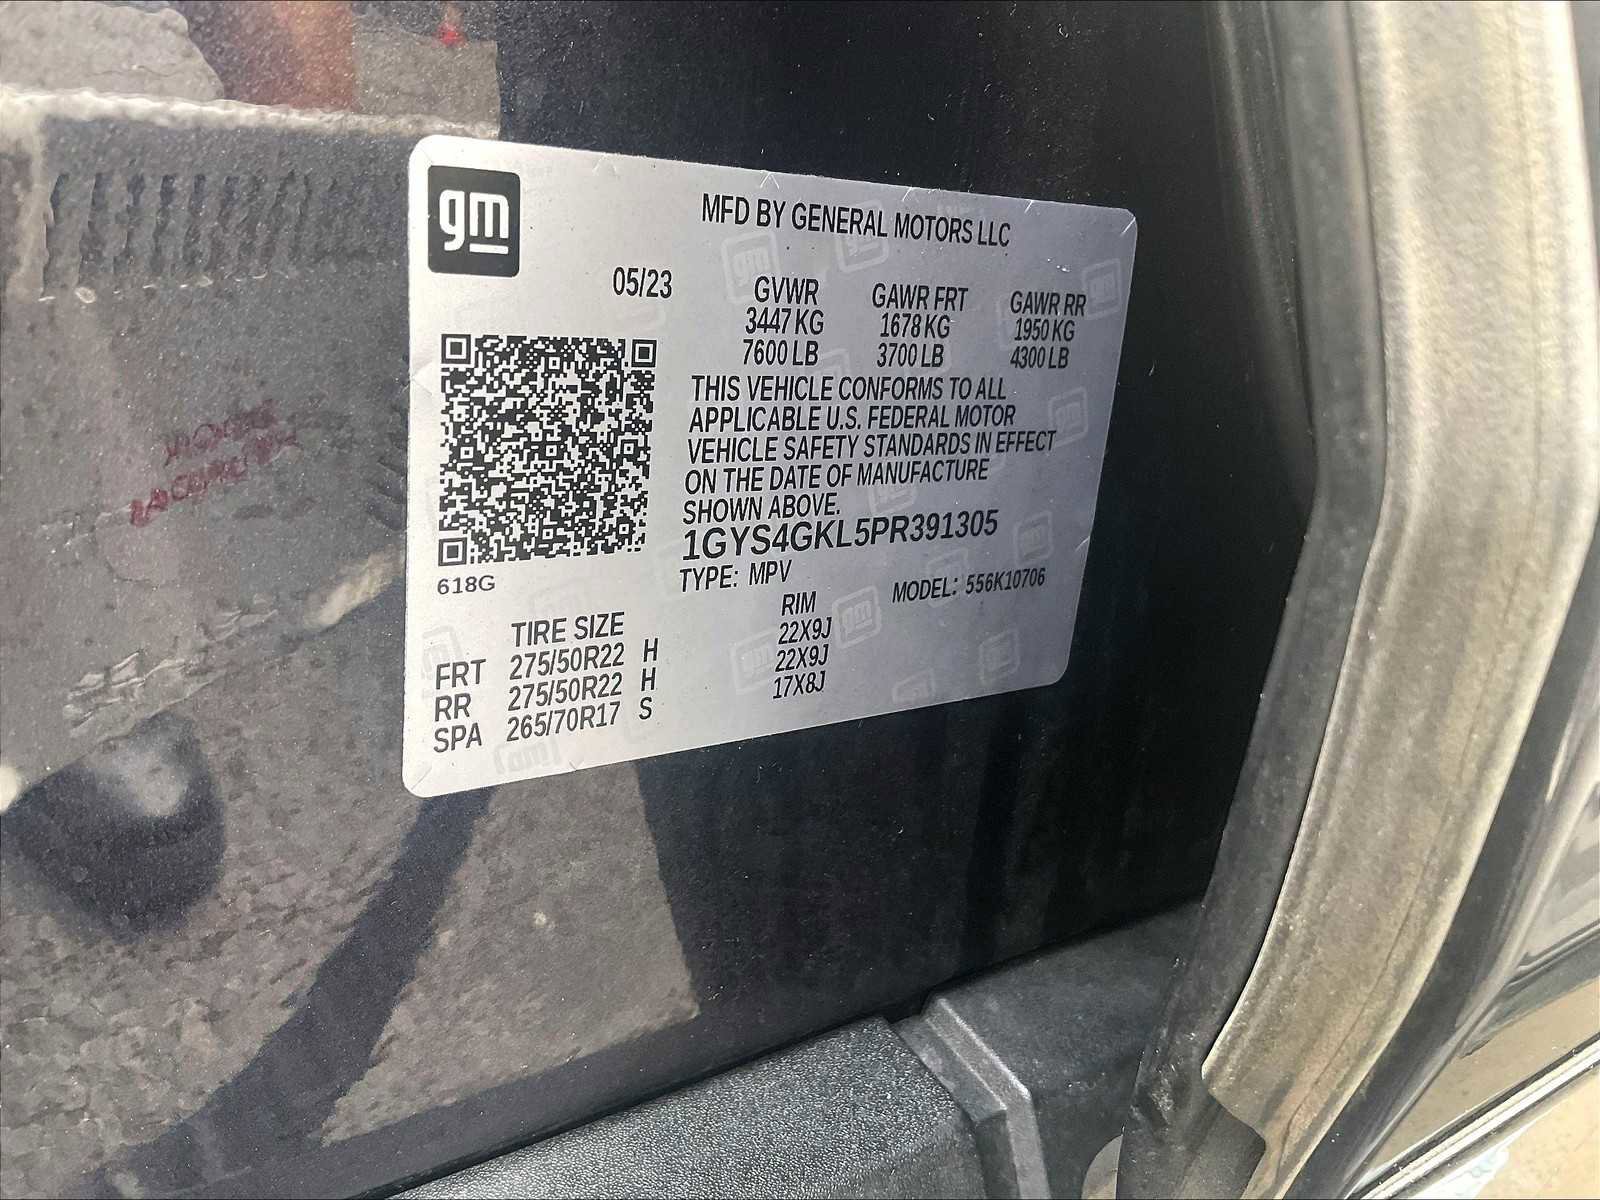 gm
MFD BY GENERAL MOTORS LLC
05/23 GVWR GAWR FRT GAWR RR
3447 KG 1678 KG 1950 KG
7600 LB 3700 LB 4300 LB
THIS VEHICLE CONFORMS TO ALL
APPLICABLE U.S. FEDERAL MOTOR
VEHICLE SAFETY STANDARDS IN EFFECT
ON THE DATE OF MANUFACTURE
SHOWN ABOVE.
1GYS4GKL5PR391305
618G
TYPE: MPV MODEL: 556K10706
TIRE SIZE RIM
FRT 275/50R22 H 22X9J
RR 275/50R22 H 22X9J
SPA 265/70R17 S 17X8J